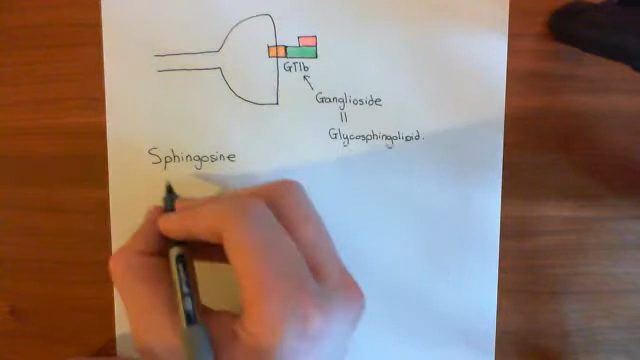 GT1b
Ganglioside
=
Glycosphingolipid.
Sphingosine